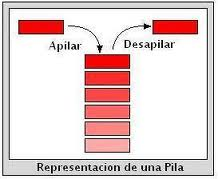 Apilar
Desapilar
Representacion de una Pila